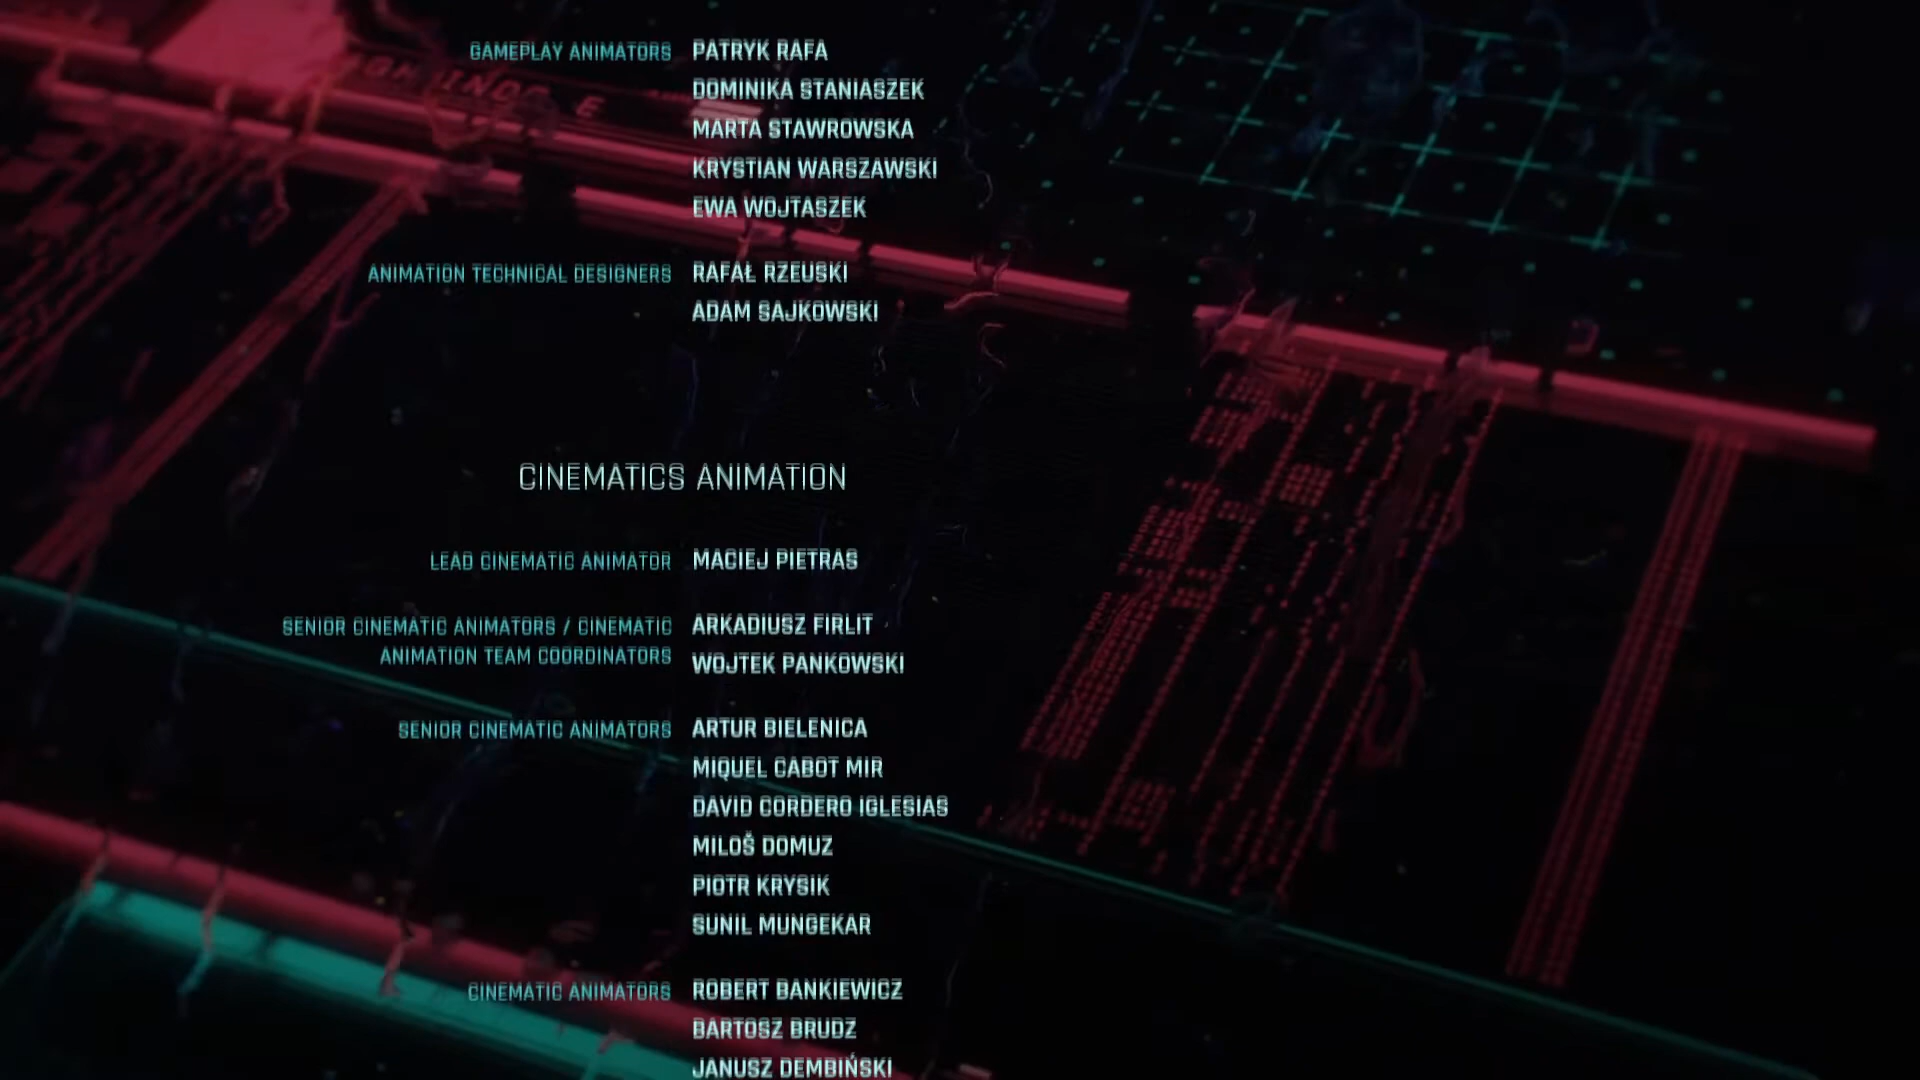 GAMEPLAY ANIMATORS PATRYK RAFA
DOMINIKA STANIASZEK
MARTA STAWROWSKA
KRYSTIAN WARSZAWSKI
EWA WOJTASZEK
ANIMATION TECHNICAL DESIGNERS RAFAŁ RZEUSKI
ADAM SAJKOWSKI
CINEMATICS ANIMATION
LEAD CINEMATIC ANIMATOR MACIEJ PIETRAS
SENIOR CINEMATIC ANIMATORS / CINEMATIC ARKADIUSZ FIRLIT
ANIMATION TEAM COORDINATORS WOJTEK PANKOWSKI
SENIOR CINEMATIC ANIMATORS ARTUR BIELENICA
MIQUEL CABOT MIR
DAVID CORDERO IGLESIAS
MILOŠ DOMUZ
PIOTR KRYSIK
SUNIL MUNGEKAR
CINEMATIC ANIMATORS ROBERT BANKIEWICZ
BARTOSZ BRUDZ
JANUSZ DEMBIŃSKI